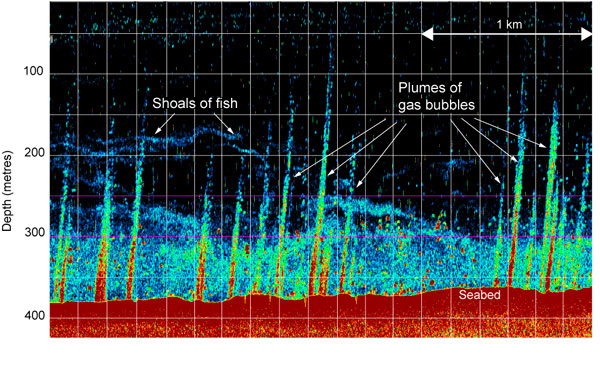 1 km
100
Plumes of
gas bubbles
Shoals of fish
200
Depth (metres)
300
Seabed
400